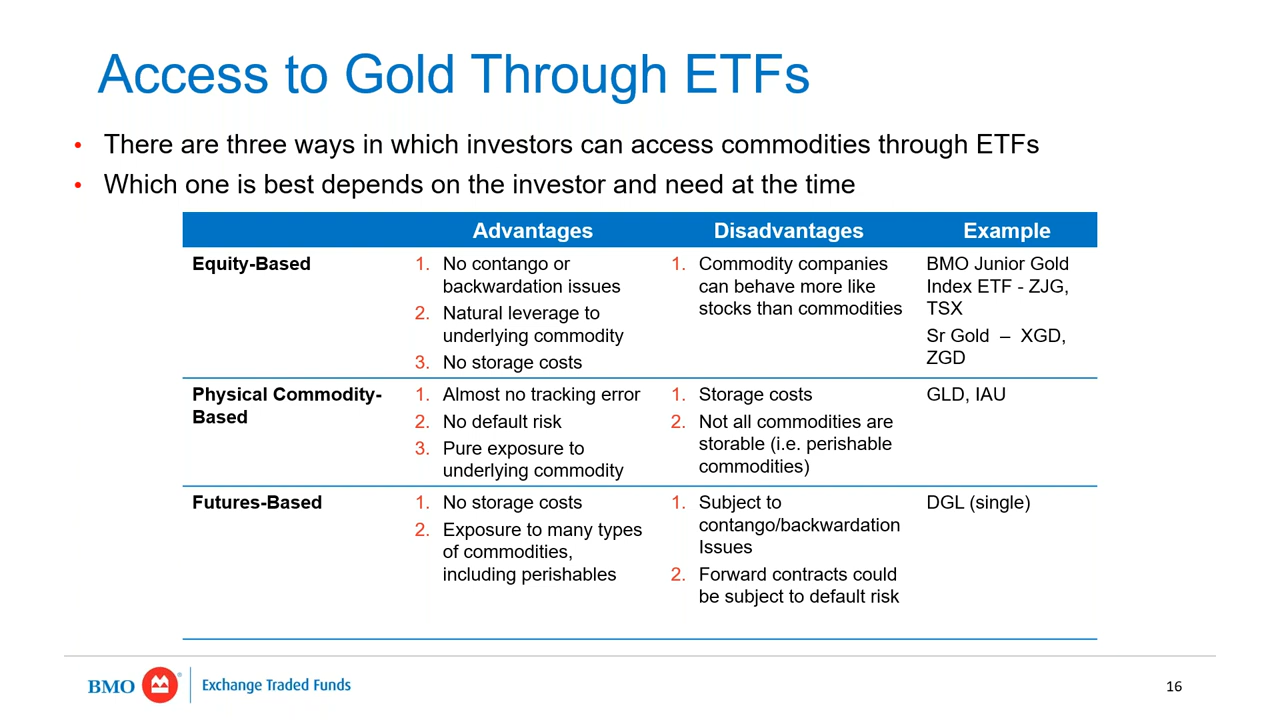 Access to Gold Through ETFs
• There are three ways in which investors can access commodities through ETFs
• Which one is best depends on the investor and need at the time
Advantages Disadvantages Example
Equity-Based
1. No contango or
backwardation issues
2. Natural leverage to
underlying commodity
3. No storage costs
1. Commodity companies
can behave more like
stocks than commodities
BMO Junior Gold
Index ETF - ZJG,
TSX
Sr Gold – XGD,
ZGD
Physical Commodity-
Based
1. Almost no tracking error
2. No default risk
3. Pure exposure to
underlying commodity
1. Storage costs
2. Not all commodities are
storable (i.e. perishable
commodities)
GLD, IAU
Futures-Based
1. No storage costs
2. Exposure to many types
of commodities,
including perishables
1. Subject to
contango/backwardation
Issues
2. Forward contracts could
be subject to default risk
DGL (single)
BMO ® Exchange Traded Funds
16